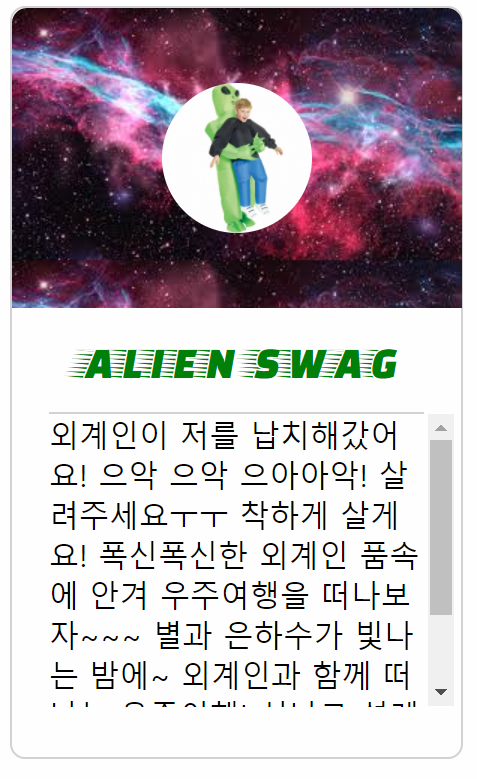 ALIEN SWAG
외계인이 저를 납치해갔어
요! 으악 으악 으아아악! 살
려주세요ㅜㅜ 착하게 살게
요! 폭신폭신한 외계인 품속
에 안겨 우주여행을 떠나보
자~~~ 별과 은하수가 빛나
는 밤에~ 외계인과 함께 떠